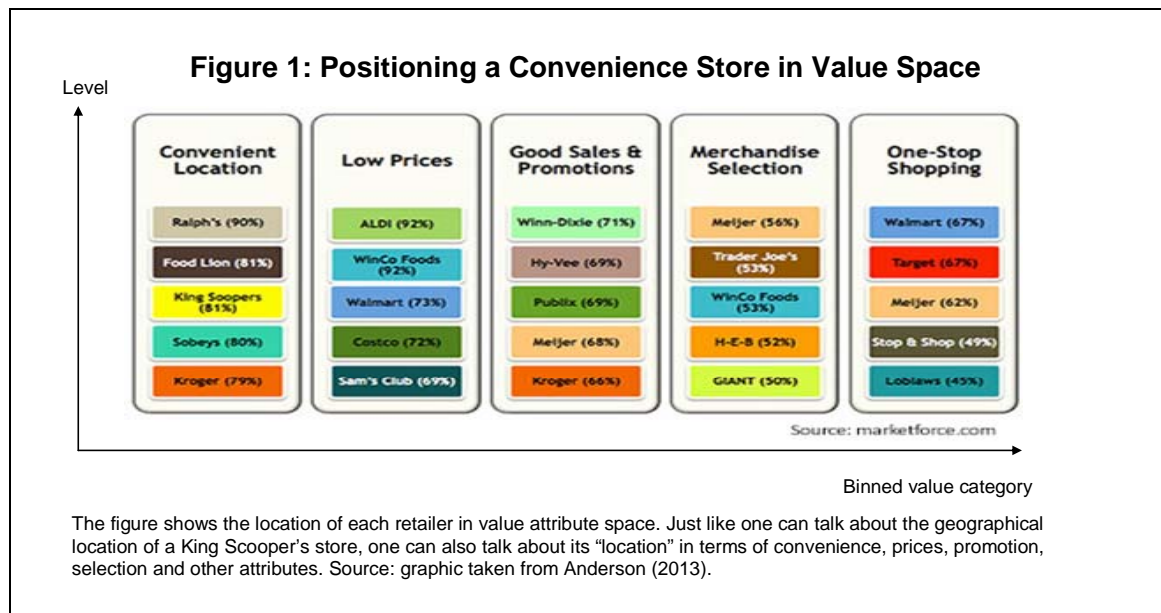 Figure 1: Positioning a Convenience Store in Value Space
Level
Convenient
Location
Ralph's (90%)
Food Lion (81%)
King Soopers
(81%)
Sobeys (80%)
Kroger (79%)
Low Prices
ALDI (92%)
WinCo Foods
(92%)
Walmart (73%)
Costco (72%)
Sam's Club (69%)
Good Sales &
Promotions
Winn-Dixie (71%)
Hy-Vee (69%)
Publix (69%)
Meijer (68%)
Kroger (66%)
Merchandise
Selection
Meijer (56%)
Trader Joe's
(53%)
WinCo Foods
(53%)
H-E-B (52%)
GIANT (50%)
One-Stop
Shopping
Walmart (67%)
Target (67%)
Meijer (62%)
Stop & Shop (49%)
Loblaws (45%)
Source: marketforce.com
Binned value category
The figure shows the location of each retailer in value attribute space. Just like one can talk about the geographical
location of a King Scooper's store, one can also talk about its “location” in terms of convenience, prices, promotion,
selection and other attributes. Source: graphic taken from Anderson (2013).